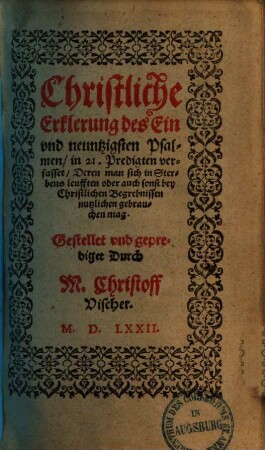 Christliche
Erklerung des Ein
vnd neuntzigsten Psal-
men/ in 21. Predigten ver-
fasset/ Deren man sich in Ster-
bens leufften oder auch sonst bey
Christlichen Begrebnissen
nutzlichen gebrau-
chen mag.
Gestellet vnd gepre-
diget Durch
M. Christoff
Vischer.
M. D. LXXII.
IN
AUGSBURG